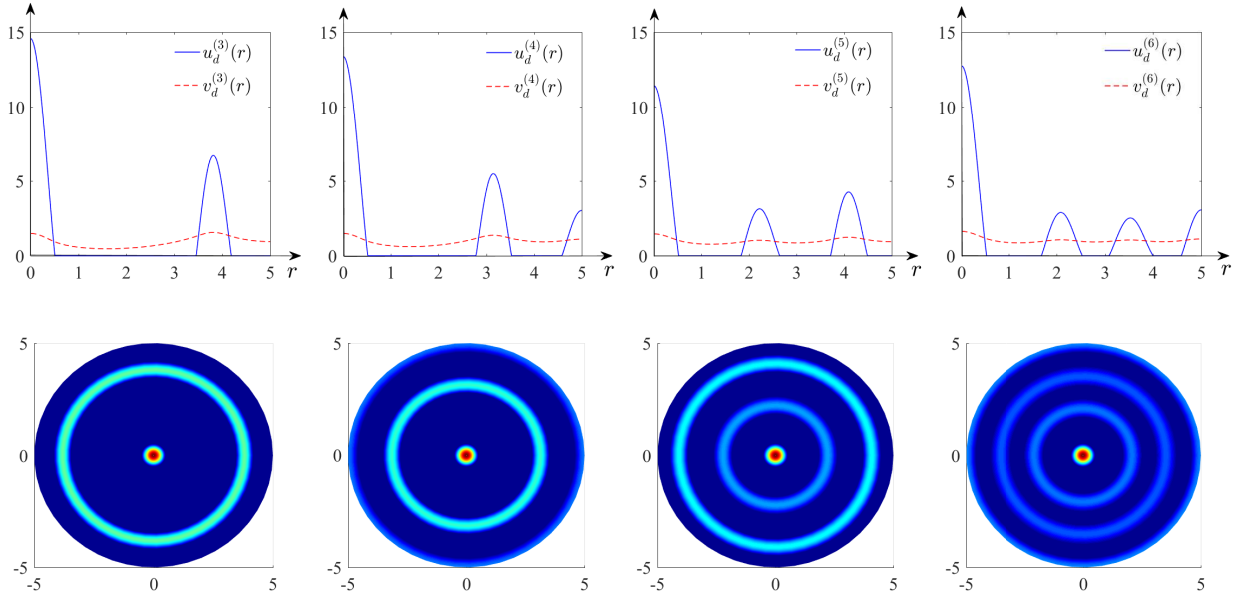 15
10
5
0
0 1 2 3 4 5 r
u_d^{(3)}(r)
v_d^{(3)}(r)
15
10
5
0
0 1 2 3 4 5 r
u_d^{(4)}(r)
v_d^{(4)}(r)
15
10
5
0
0 1 2 3 4 5 r
u_d^{(5)}(r)
v_d^{(5)}(r)
15
10
5
0
0 1 2 3 4 5 r
u_d^{(6)}(r)
v_d^{(6)}(r)
5
0
-5
-5 0 5
5
0
-5
-5 0 5
5
0
-5
-5 0 5
5
0
-5
-5 0 5